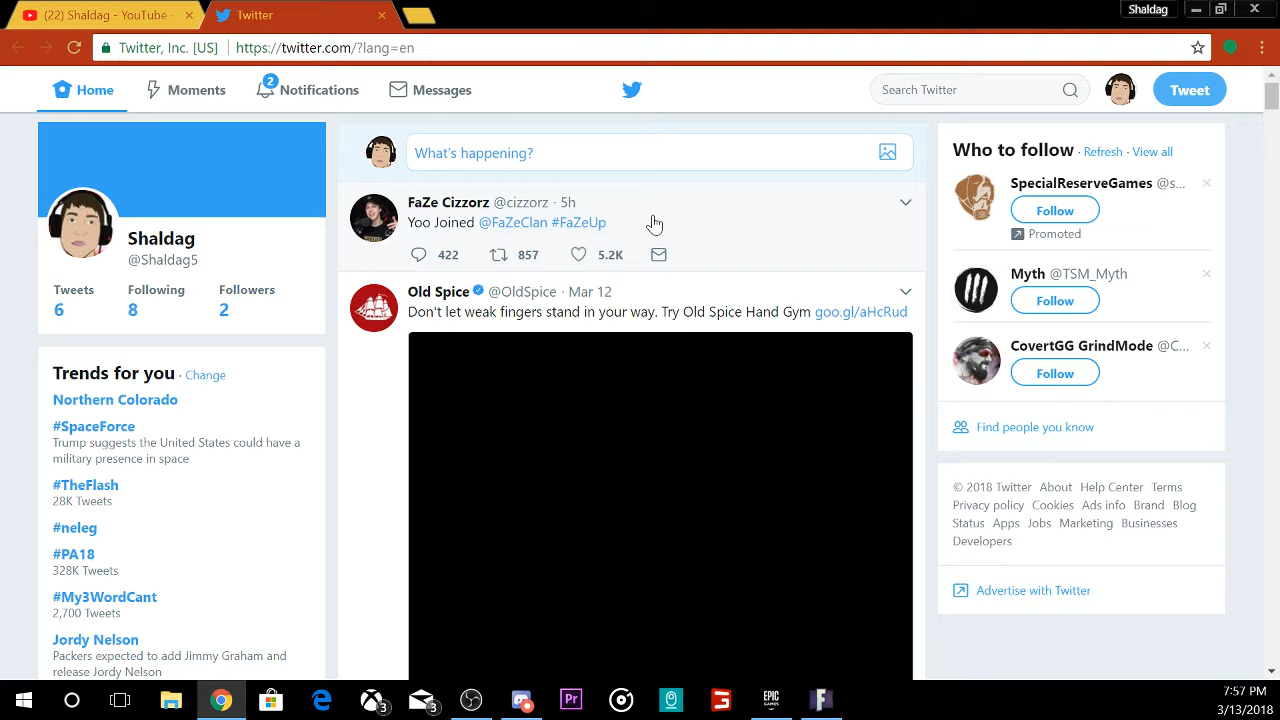 (22) Shaldag - YouTube -
Twitter
Shaldag
Twitter, Inc. [US]
https://twitter.com/?lang=en
Home
Moments
2
Notifications
Messages
Search Twitter
Tweet
Shaldag
@Shaldag5
Tweets Following Followers
6 8 2
Trends for you · Change
Northern Colorado
#SpaceForce
Trump suggests the United States could have a
military presence in space
#TheFlash
28K Tweets
#neleg
#PA18
328K Tweets
#My3WordCant
2,700 Tweets
Jordy Nelson
Packers expected to add Jimmy Graham and
release Jordy Nelson
What's happening?
FaZe Cizzorz @cizzorz · 5h
Yoo Joined @FaZeClan #FaZeUp
422 857 5.2K
Old Spice @OldSpice · Mar 12
Don't let weak fingers stand in your way. Try Old Spice Hand Gym goo.gl/aHcRud
Who to follow · Refresh · View all
SpecialReserveGames @s...
Follow
Promoted
Myth @TSM_Myth
Follow
CovertGG GrindMode @C...
Follow
Find people you know
© 2018 Twitter About Help Center Terms
Privacy policy Cookies Ads info Brand Blog
Status Apps Jobs Marketing Businesses
Developers
Advertise with Twitter
3
3
Pr
EPIC
GAMES
7:57 PM
3/13/2018